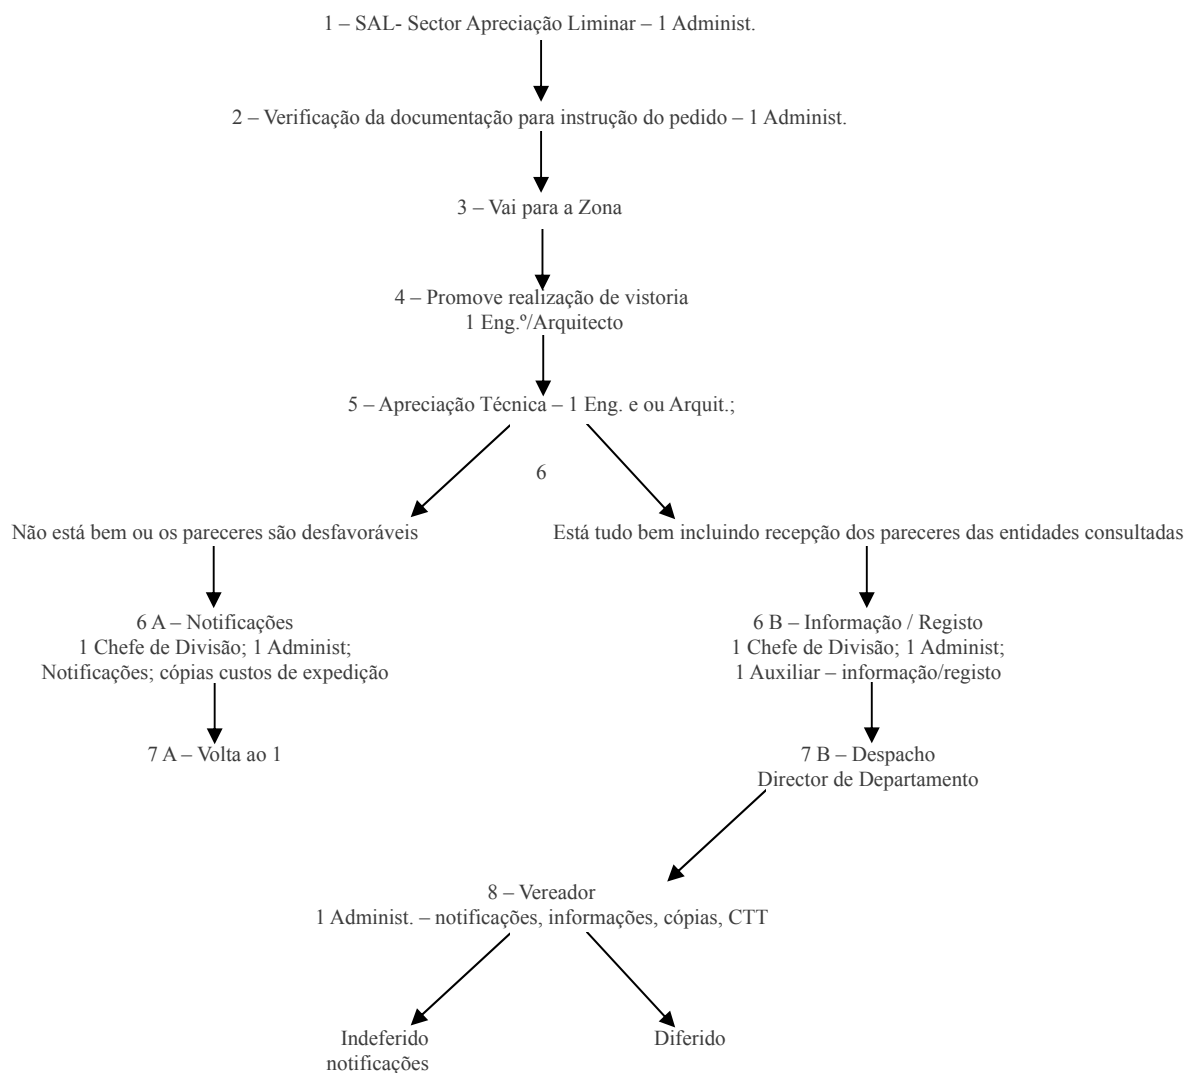 1 – SAL- Sector Apreciação Liminar – 1 Administ.
2 – Verificação da documentação para instrução do pedido – 1 Administ.
3 – Vai para a Zona
4 – Promove realização de vistoria
1 Eng.º/Arquitecto
5 – Apreciação Técnica – 1 Eng. e ou Arquit.;
6
Não está bem ou os pareceres são desfavoráveis
Está tudo bem incluindo recepção dos pareceres das entidades consultadas
6 A – Notificações
1 Chefe de Divisão; 1 Administ;
Notificações; cópias custos de expedição
6 B – Informação / Registo
1 Chefe de Divisão; 1 Administ;
1 Auxiliar – informação/registo
7 A – Volta ao 1
7 B – Despacho
Director de Departamento
8 – Vereador
1 Administ. – notificações, informações, cópias, CTT
Indeferido
notificações
Diferido